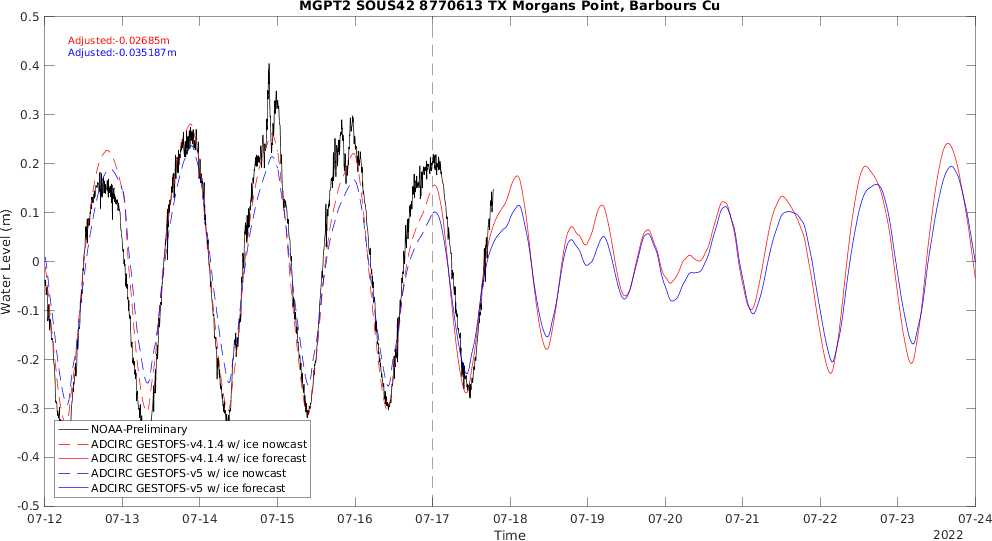 MGPT2 SOUS42 8770613 TX Morgans Point, Barbours Cu
Adjusted:-0.02685m
Adjusted:-0.035187m
Water Level (m)
0.5
0.4
0.3
0.2
0.1
0
-0.1
-0.2
-0.3
-0.4
-0.5
NOAA-Preliminary
ADCIRC GESTOFS-v4.1.4 w/ ice nowcast
ADCIRC GESTOFS-v4.1.4 w/ ice forecast
ADCIRC GESTOFS-v5 w/ ice nowcast
ADCIRC GESTOFS-v5 w/ ice forecast
07-12 07-13 07-14 07-15 07-16 07-17 07-18 07-19 07-20 07-21 07-22 07-23 07-24
Time
2022